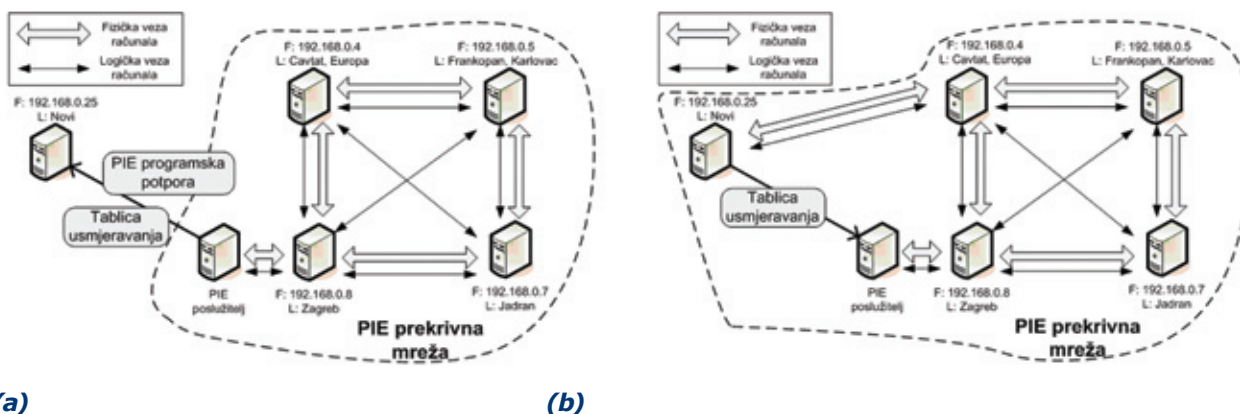 Fizička veza
računala
Logička veza
računala
F: 192.168.0.25
L: Novi
F: 192.168.0.4
L: Cavtat, Europa
F: 192.168.0.5
L: Frankopan, Karlovac
PIE programska
potpora
Tablica
usmjeravanja
PIE
poslužitelj
F: 192.168.0.8
L: Zagreb
F: 192.168.0.7
L: Jadran
PIE prekrivna
mreža
(a)
Fizička veza
računala
Logička veza
računala
F: 192.168.0.25
L: Novi
F: 192.168.0.4
L: Cavtat, Europa
F: 192.168.0.5
L: Frankopan, Karlovac
Tablica
usmjeravanja
PIE
poslužitelj
F: 192.168.0.8
L: Zagreb
F: 192.168.0.7
L: Jadran
PIE prekrivna
mreža
(b)